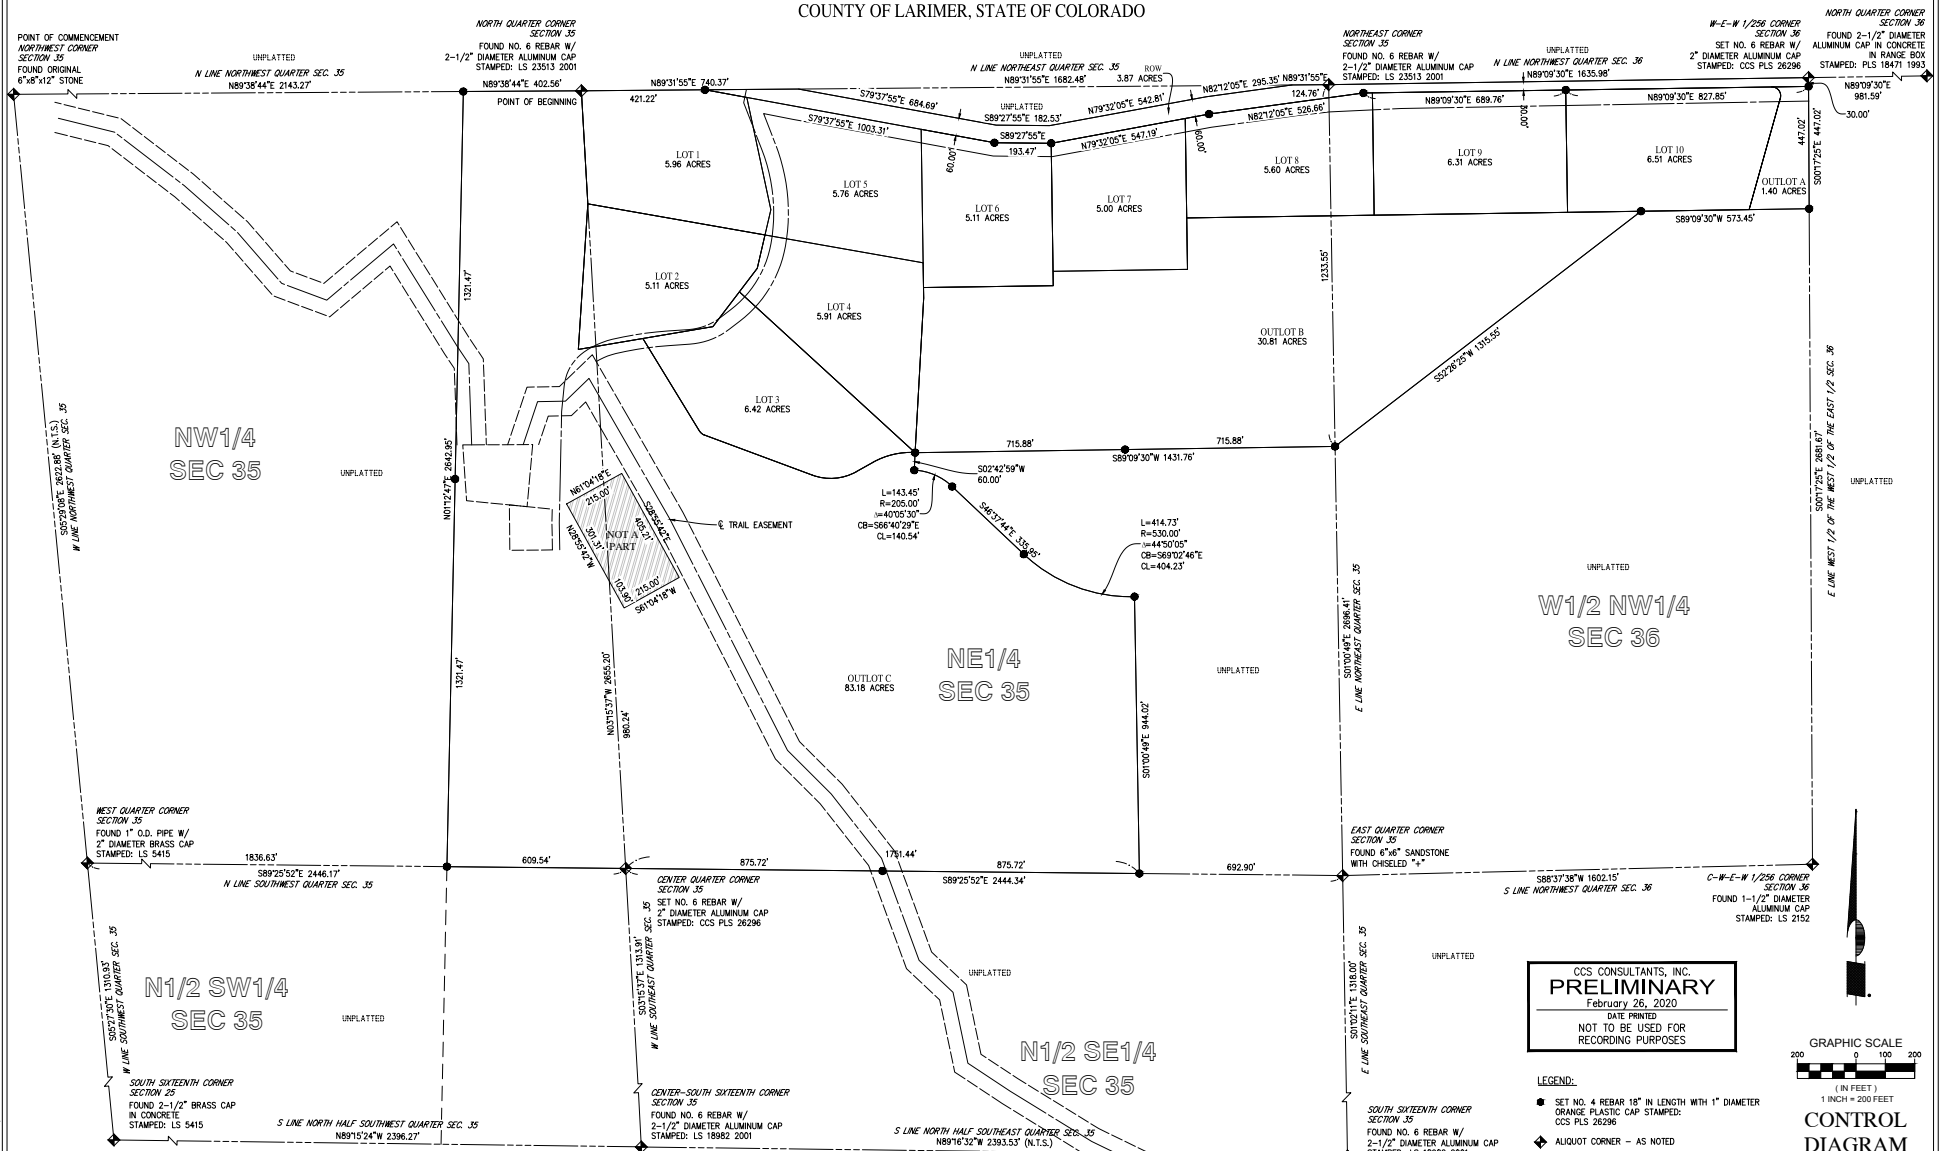 COUNTY OF LARIMER, STATE OF COLORADO
POINT OF COMMENCEMENT
NORTHWEST CORNER
SECTION 35
FOUND ORIGINAL
6"x8"x12" STONE
UNPLATTED
N LINE NORTHWEST QUARTER SEC. 35
N89°38'44"E 2143.27'
NORTH QUARTER CORNER
SECTION 35
FOUND NO. 6 REBAR W/
2-1/2" DIAMETER ALUMINUM CAP
STAMPED: LS 23513 2001
N89°38'44"E 402.56'
POINT OF BEGINNING
N89°31'55"E 740.37'
421.22'
UNPLATTED
N LINE NORTHEAST QUARTER SEC. 35
N89°31'55"E 1682.48'
ROW
3.87 ACRES
S79°37'55"E 684.69'
UNPLATTED
S89°27'55"E 182.53'
N79°32'05"E 542.81'
N82°12'05"E 295.35'
N89°31'55"E
124.76'
NORTHEAST CORNER
SECTION 35
FOUND NO. 6 REBAR W/
2-1/2" DIAMETER ALUMINUM CAP
STAMPED: LS 23513 2001
UNPLATTED
N LINE NORTHWEST QUARTER SEC. 36
N89°09'30"E 1635.98'
W-E-W 1/256 CORNER
SECTION 36
SET NO. 6 REBAR W/
2" DIAMETER ALUMINUM CAP
STAMPED: CCS PLS 26296
NORTH QUARTER CORNER
SECTION 36
FOUND 2-1/2" DIAMETER
ALUMINUM CAP IN CONCRETE
IN RANGE BOX
STAMPED: PLS 18471 1993
N89°09'30"E
981.59'
30.00'
S79°37'55"E 1003.31'
60.00'
S89°27'55"E
193.47'
N79°32'05"E 547.19'
60.00'
N82°12'05"E 526.66'
N89°09'30"E 689.76'
30.00'
N89°09'30"E 827.85'
447.02'
S00°17'25"E 447.02'
LOT 1
5.96 ACRES
LOT 5
5.76 ACRES
LOT 6
5.11 ACRES
LOT 7
5.00 ACRES
LOT 8
5.60 ACRES
LOT 9
6.31 ACRES
LOT 10
6.51 ACRES
OUTLOT A
1.40 ACRES
S89°09'30"W 573.45'
LOT 2
5.11 ACRES
LOT 4
5.91 ACRES
LOT 3
6.42 ACRES
1321.47'
1233.55'
OUTLOT B
30.81 ACRES
S52°26'25"W 1315.55'
E LINE WEST 1/2 OF THE WEST 1/2 OF THE EAST 1/2 SEC. 36
S00°17'25"E 2681.67'
UNPLATTED
S05°29'08"E 2622.88' (N.T.S.)
W LINE NORTHWEST QUARTER SEC. 35
NW1/4
SEC 35
UNPLATTED
N01°12'47"E 2642.95'
715.88'
715.88'
S89°09'30"W 1431.76'
S02°42'59"W
60.00'
L=143.45'
R=205.00'
Δ=40°05'30"
CB=S66°40'29"E
CL=140.54'
S46°37'44"E 335.95'
L=414.73'
R=530.00'
Δ=44°50'05"
CB=S69°02'46"E
CL=404.23'
N61°04'18"E
215.00'
S28°55'42"E
405.21'
NOT A
PART
301.31'
N28°55'42"W
103.90'
215.00'
S61°04'18"W
℄ TRAIL EASEMENT
UNPLATTED
W1/2 NW1/4
SEC 36
S01°00'49"E 2696.41'
E LINE NORTHEAST QUARTER SEC. 35
NE1/4
SEC 35
UNPLATTED
OUTLOT C
83.18 ACRES
1321.47'
N03°15'37"W 2655.20'
980.24'
S01°00'49"E 944.02'
WEST QUARTER CORNER
SECTION 35
FOUND 1" O.D. PIPE W/
2" DIAMETER BRASS CAP
STAMPED: LS 5415
1836.63'
S89°25'52"E 2446.17'
N LINE SOUTHWEST QUARTER SEC. 35
609.54'
875.72'
1751.44'
875.72'
S89°25'52"E 2444.34'
692.90'
CENTER QUARTER CORNER
SECTION 35
SET NO. 6 REBAR W/
2" DIAMETER ALUMINUM CAP
STAMPED: CCS PLS 26296
EAST QUARTER CORNER
SECTION 35
FOUND 6"x6" SANDSTONE
WITH CHISELED "+"
S88°37'38"W 1602.15'
S LINE NORTHWEST QUARTER SEC. 36
C-W-E-W 1/256 CORNER
SECTION 36
FOUND 1-1/2" DIAMETER
ALUMINUM CAP
STAMPED: LS 2152
S05°27'30"E 1310.93'
W LINE SOUTHWEST QUARTER SEC. 35
N1/2 SW1/4
SEC 35
UNPLATTED
S03°15'37"E 1313.91'
W LINE SOUTHEAST QUARTER SEC. 35
UNPLATTED
N1/2 SE1/4
SEC 35
S01°02'11"E 1318.00'
E LINE SOUTHEAST QUARTER SEC. 35
UNPLATTED
CCS CONSULTANTS, INC.
PRELIMINARY
February 26, 2020
DATE PRINTED
NOT TO BE USED FOR
RECORDING PURPOSES
GRAPHIC SCALE
200 0 100 200
( IN FEET )
1 INCH = 200 FEET
CONTROL
DIAGRAM
LEGEND:
SET NO. 4 REBAR 18" IN LENGTH WITH 1" DIAMETER
ORANGE PLASTIC CAP STAMPED:
CCS PLS 26296
ALIQUOT CORNER – AS NOTED
SOUTH SIXTEENTH CORNER
SECTION 25
FOUND 2-1/2" BRASS CAP
IN CONCRETE
STAMPED: LS 5415
S LINE NORTH HALF SOUTHWEST QUARTER SEC. 35
N89°15'24"W 2396.27'
CENTER-SOUTH SIXTEENTH CORNER
SECTION 35
FOUND NO. 6 REBAR W/
2-1/2" DIAMETER ALUMINUM CAP
STAMPED: LS 18982 2001
S LINE NORTH HALF SOUTHEAST QUARTER SEC. 35
N89°16'32"W 2393.53' (N.T.S.)
SOUTH SIXTEENTH CORNER
SECTION 35
FOUND NO. 6 REBAR W/
2-1/2" DIAMETER ALUMINUM CAP